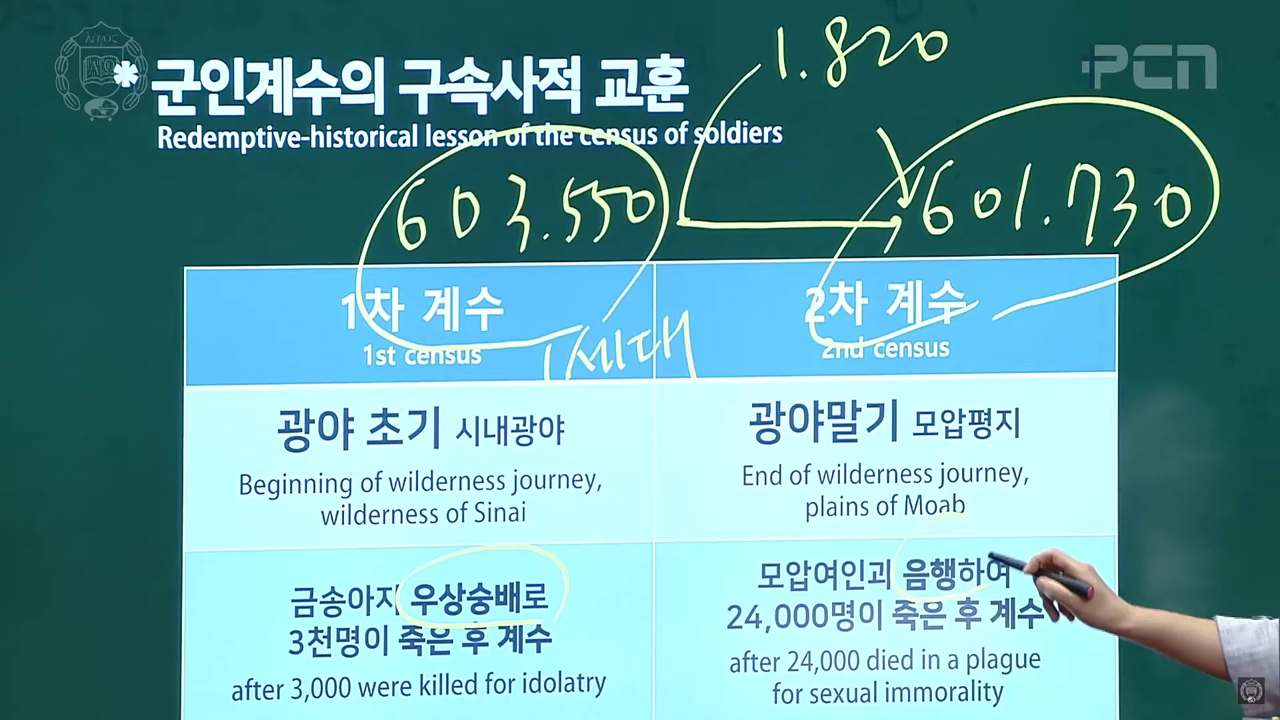 1.820
PCN
* 군인계수의 구속사적 교훈
Redemptive-historical lesson of the census of soldiers
603.550
601.730
1차 계수
1st census
1세대
2차 계수
2nd census
광야 초기 시내광야
Beginning of wilderness journey,
wilderness of Sinai
광야말기 모압평지
End of wilderness journey,
plains of Moab
금송아지 우상숭배로
3천명이 죽은 후 계수
after 3,000 were killed for idolatry
모압여인과 음행하여
24,000명이 죽은 후 계수
after 24,000 died in a plague
for sexual immorality